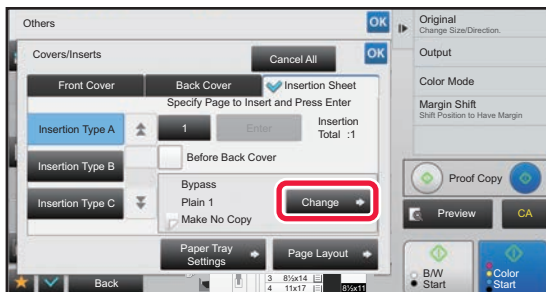 Others
OK
Covers/Inserts
Cancel All
OK
Front Cover
Back Cover
Insertion Sheet
Specify Page to Insert and Press Enter
Insertion Type A
1
Enter
Insertion
Total :1
Insertion Type B
Before Back Cover
Insertion Type C
Bypass
Plain 1
Make No Copy
Change
Paper Tray
Settings
Page Layout
Back
3 8½x14
4 11x17
8½x11
Original
Change Size/Direction.
Output
Color Mode
Margin Shift
Shift Position to Have Margin
Proof Copy
Preview
CA
B/W
Start
Color
Start